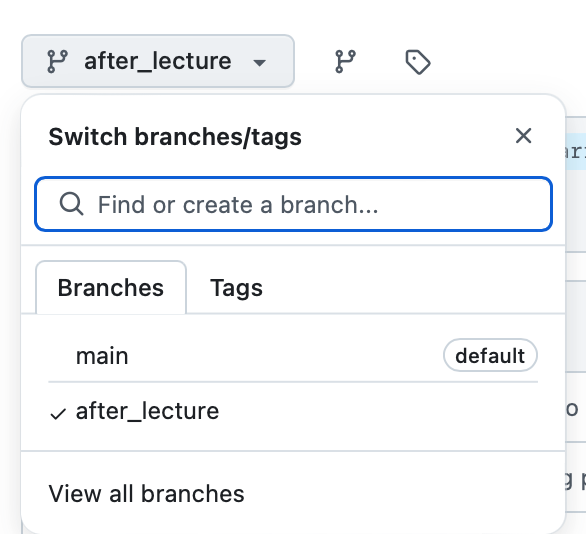 after_lecture
Switch branches/tags
Find or create a branch...
Branches Tags
main default
after_lecture
View all branches